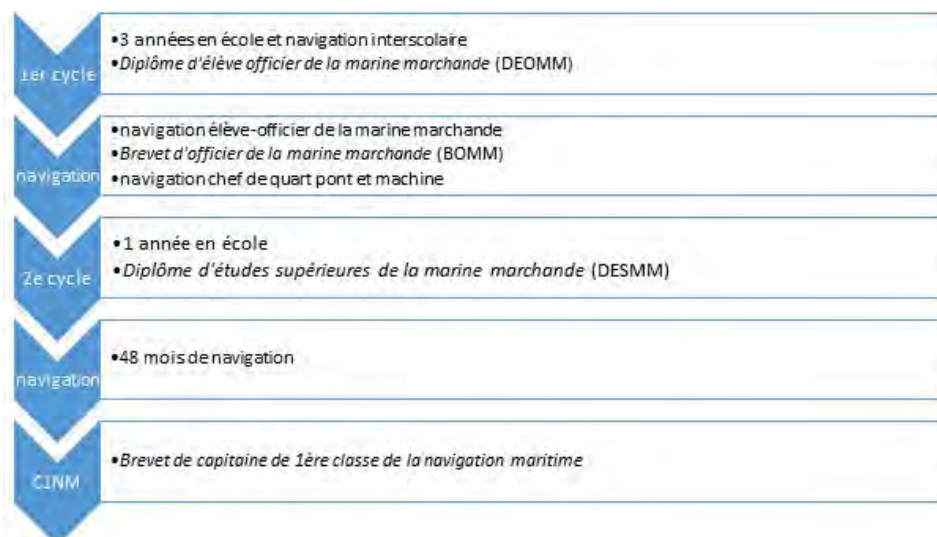 1er cycle
•3 années en école et navigation interscolaire
•Diplôme d'élève officier de la marine marchande (DEOMM)
navigation
•navigation élève-officier de la marine marchande
•Brevet d'officier de la marine marchande (BOMM)
•navigation chef de quart pont et machine
2e cycle
•1 année en école
•Diplôme d'études supérieures de la marine marchande (DESMM)
navigation
•48 mois de navigation
C1NM
•Brevet de capitaine de 1ère classe de la navigation maritime